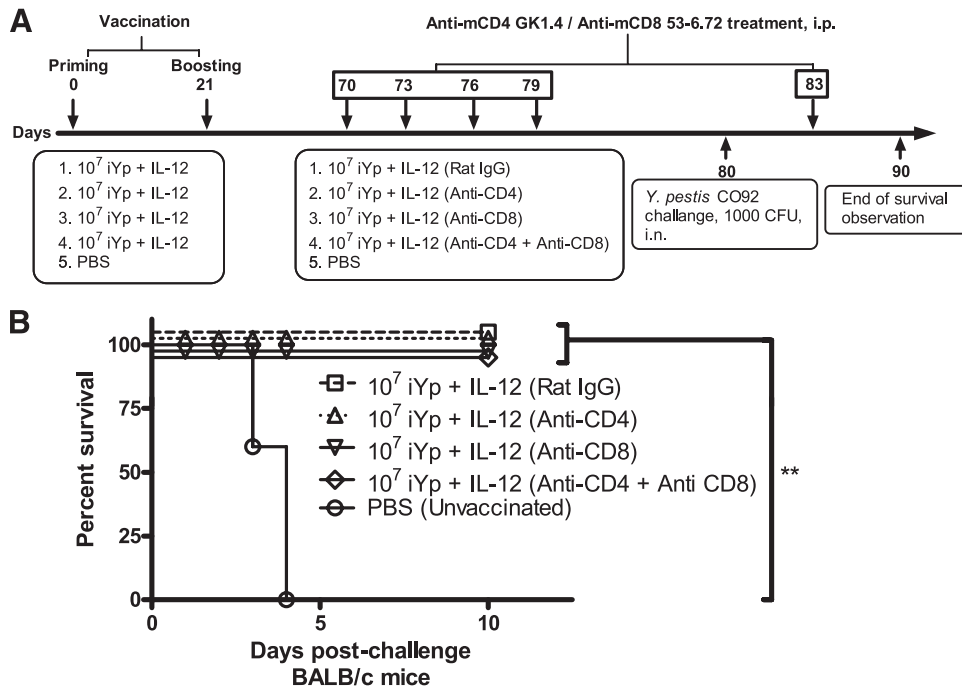 A
Vaccination
Anti-mCD4 GK1.4 / Anti-mCD8 53-6.72 treatment, i.p.
Priming Boosting
0 21 70 73 76 79 83
Days
1. 10⁷ iYp + IL-12
2. 10⁷ iYp + IL-12
3. 10⁷ iYp + IL-12
4. 10⁷ iYp + IL-12
5. PBS
1. 10⁷ iYp + IL-12 (Rat IgG)
2. 10⁷ iYp + IL-12 (Anti-CD4)
3. 10⁷ iYp + IL-12 (Anti-CD8)
4. 10⁷ iYp + IL-12 (Anti-CD4 + Anti-CD8)
5. PBS
80
Y. pestis CO92
challange, 1000 CFU,
i.n.
90
End of survival
observation
B
Percent survival
100
75
50
25
0
10⁷ iYp + IL-12 (Rat IgG)
10⁷ iYp + IL-12 (Anti-CD4)
10⁷ iYp + IL-12 (Anti-CD8)
10⁷ iYp + IL-12 (Anti-CD4 + Anti CD8)
PBS (Unvaccinated)
**
0 5 10
Days post-challenge
BALB/c mice